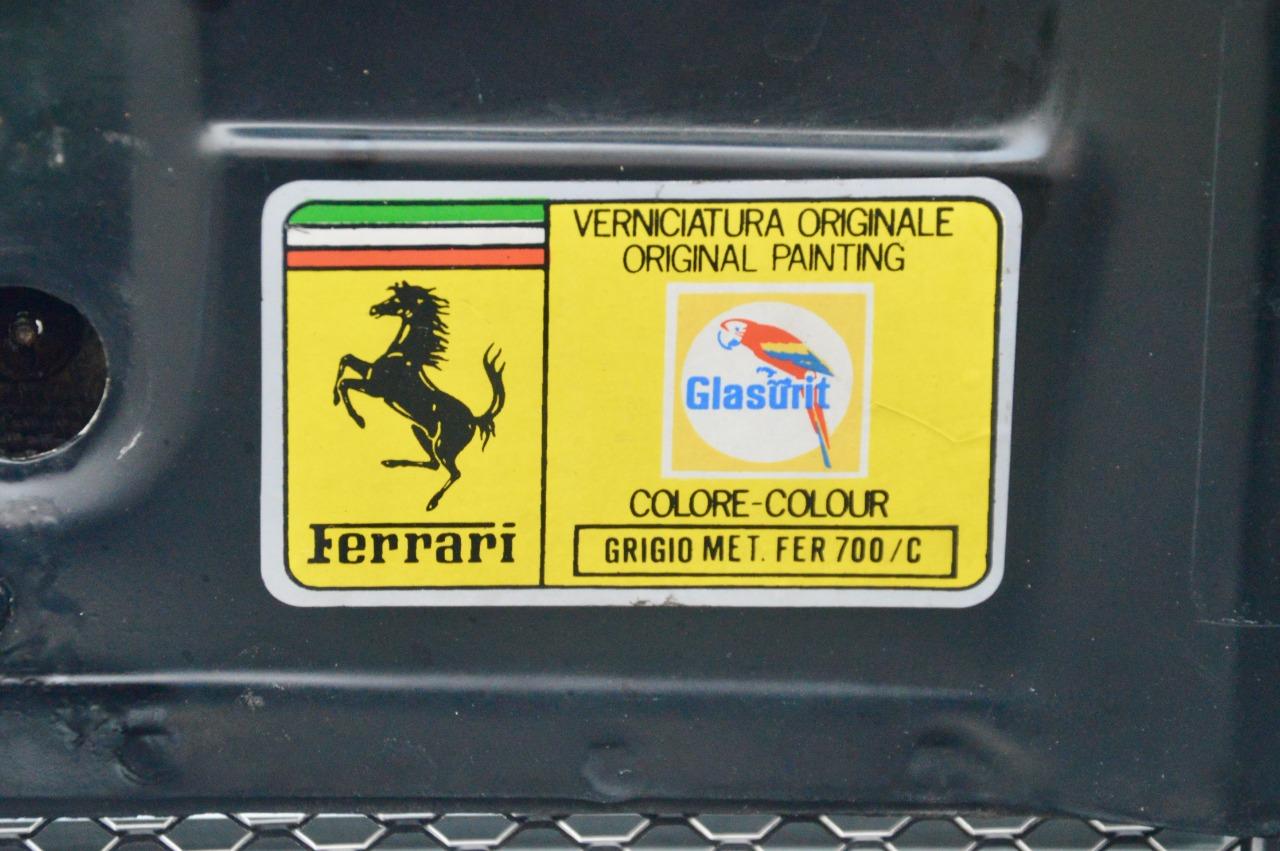 Ferrari
VERNICIATURA ORIGINALE
ORIGINAL PAINTING
Glasurit
COLORE-COLOUR
GRIGIO MET. FER 700/C